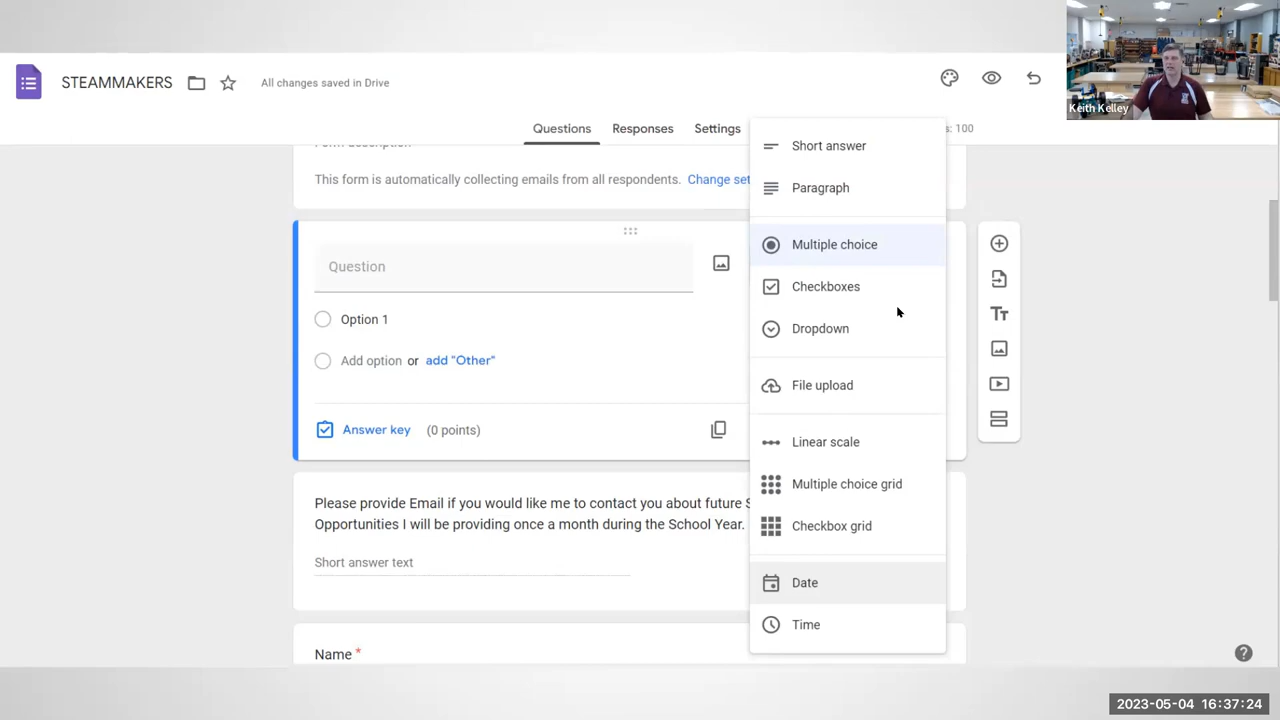 STEAMMAKERS
All changes saved in Drive
Keith Kelley
Questions
Responses
Settings
s: 100
Form description
This form is automatically collecting emails from all respondents. Change set
Question
Option 1
Add option or add "Other"
Answer key (0 points)
Please provide Email if you would like me to contact you about future S
Opportunities I will be providing once a month during the School Year.
Short answer text
Name *
Short answer
Paragraph
Multiple choice
Checkboxes
Dropdown
File upload
Linear scale
Multiple choice grid
Checkbox grid
Date
Time
2023-05-04 16:37:24